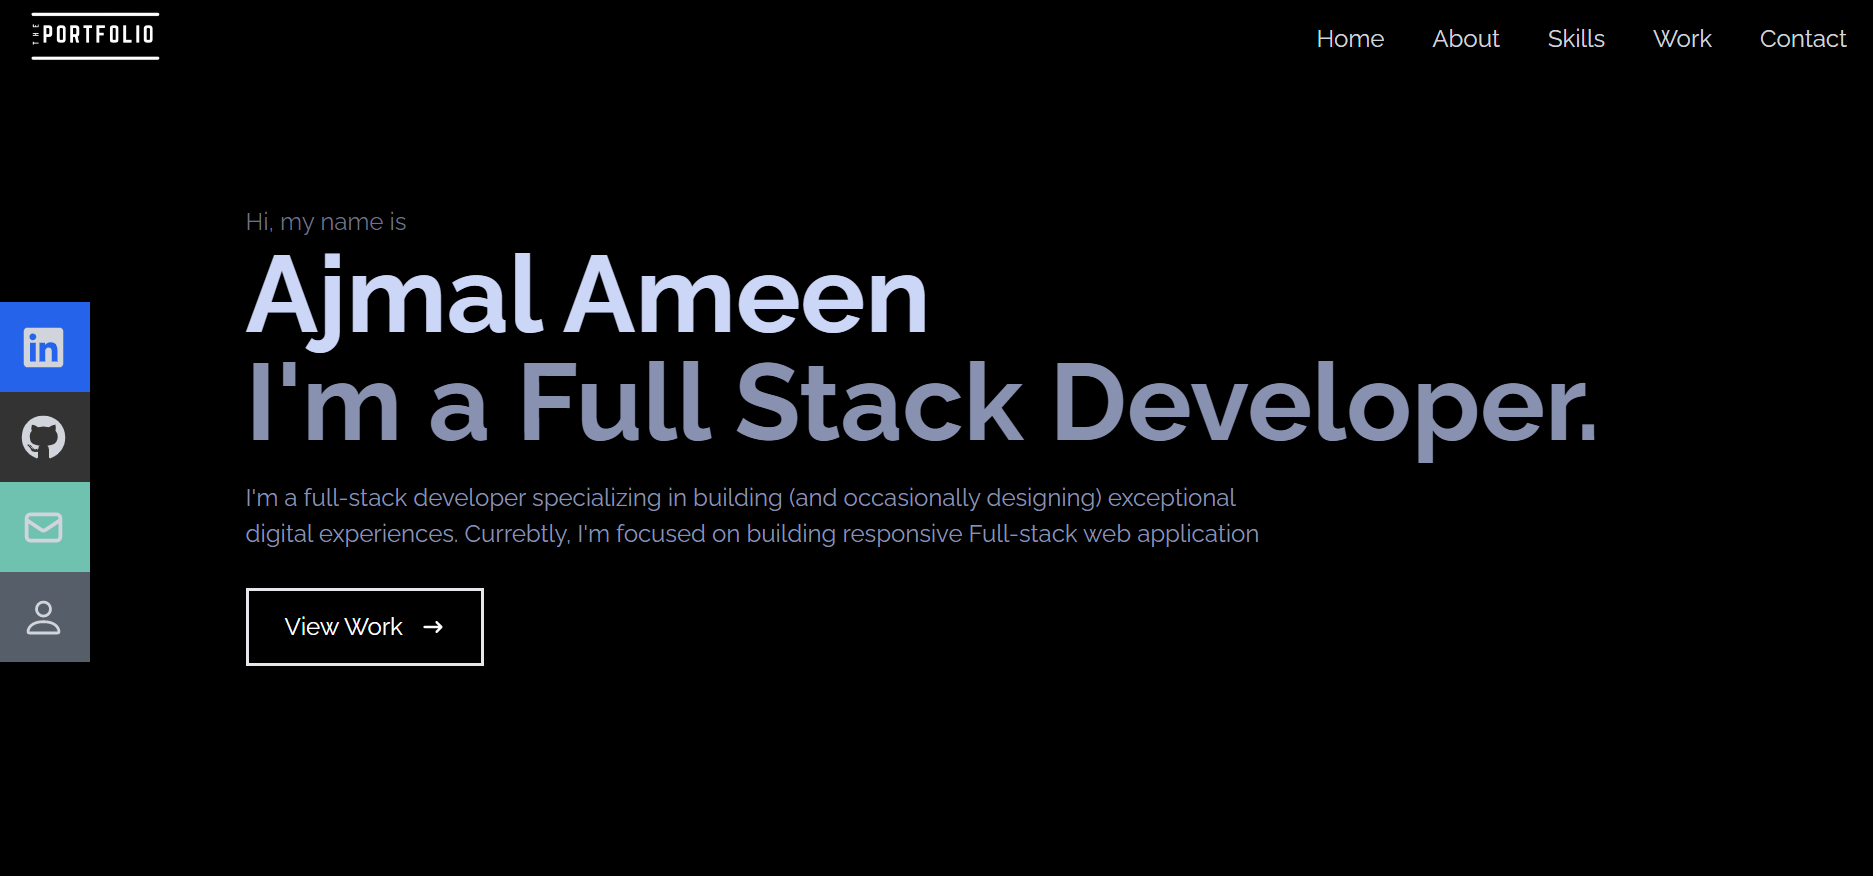 THE PORTFOLIO
Home About Skills Work Contact
Hi, my name is
Ajmal Ameen
I'm a Full Stack Developer.
in
I'm a full-stack developer specializing in building (and occasionally designing) exceptional
digital experiences. Currebtly, I'm focused on building responsive Full-stack web application
View Work